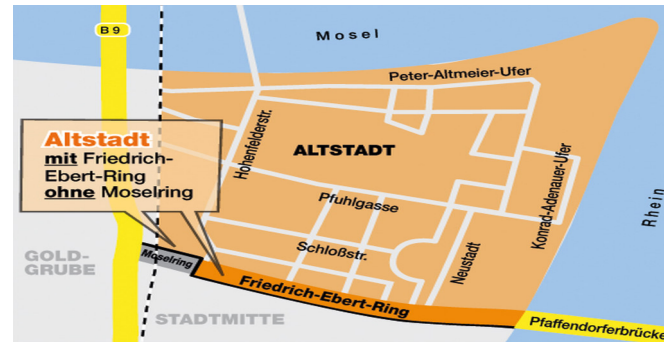 B 9
Mosel
Peter-Altmeier-Ufer
Altstadt
mit Friedrich-
Ebert-Ring
ohne Moselring
Hohenfelderstr.
ALTSTADT
Konrad-Adenauer-Ufer
Rhein
Pfuhlgasse
Schloßstr.
Neustadt
GOLD-
GRUBE
Moselring
Friedrich-Ebert-Ring
STADTMITTE
Pfaffendorferbrücke